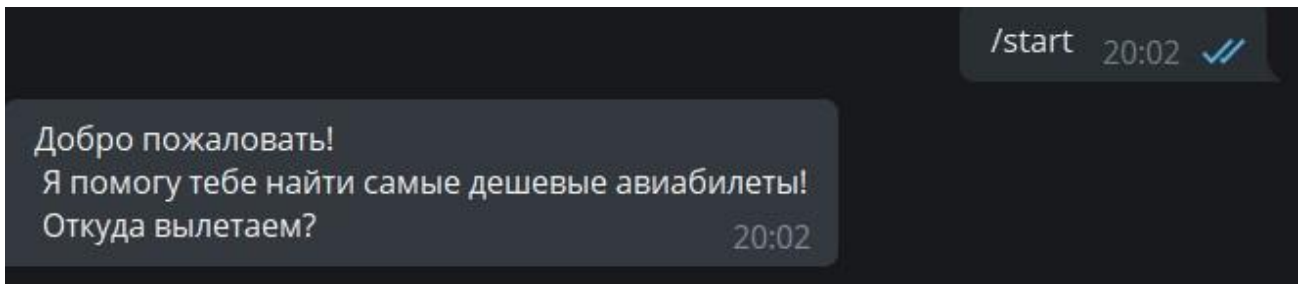 /start 20:02
Добро пожаловать!
Я помогу тебе найти самые дешевые авиабилеты!
Откуда вылетаем?
20:02